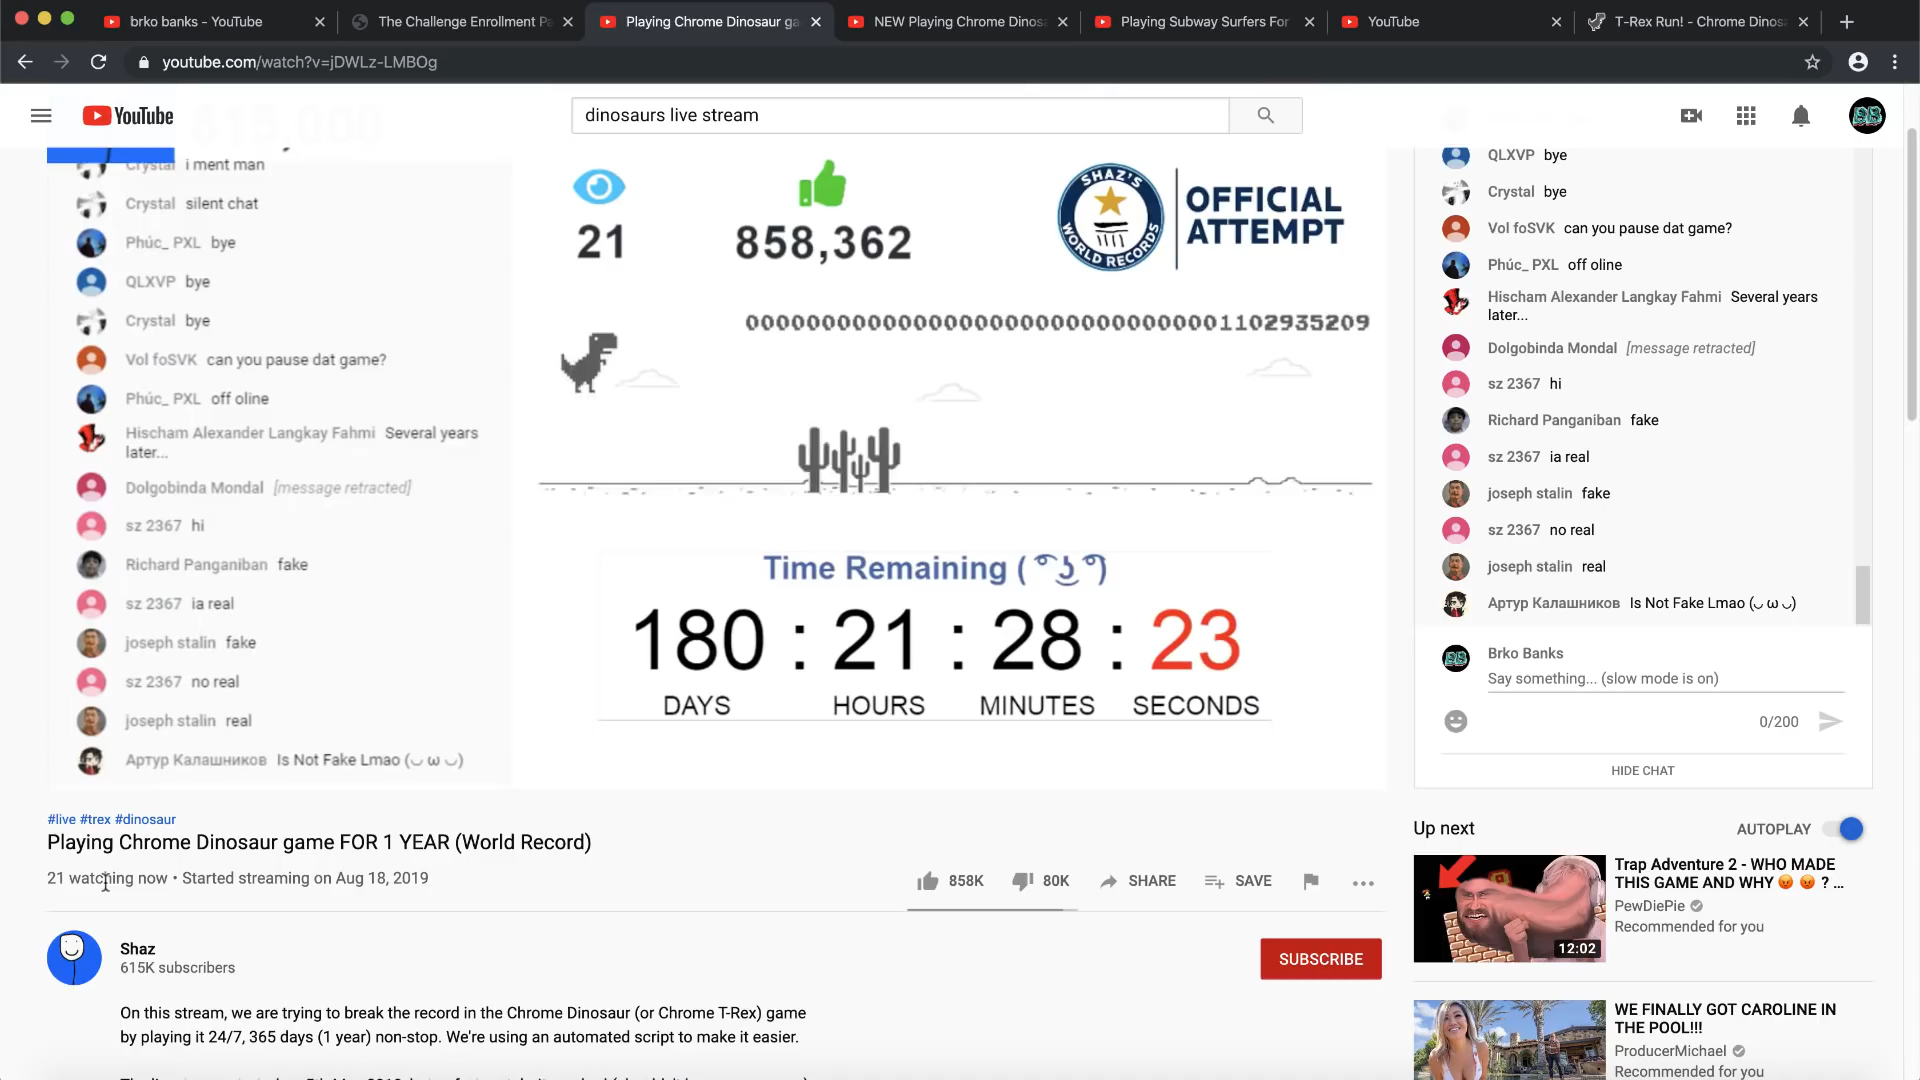 brko banks - YouTube
The Challenge Enrollment Pa
Playing Chrome Dinosaur ga
NEW Playing Chrome Dinosa
Playing Subway Surfers For
YouTube
T-Rex Run! - Chrome Dinos
youtube.com/watch?v=jDWLz-LMBOg
YouTube
dinosaurs live stream
Crystal i ment man
Crystal silent chat
Phúc_ PXL bye
QLXVP bye
Crystal bye
Vol foSVK can you pause dat game?
Phúc_ PXL off oline
Hischam Alexander Langkay Fahmi Several years
later...
Dolgobinda Mondal [message retracted]
sz 2367 hi
Richard Panganiban fake
sz 2367 ia real
joseph stalin fake
sz 2367 no real
joseph stalin real
Артур Калашников Is Not Fake Lmao (◡ ω ◡)
21
858,362
SHAZ'S
WORLD RECORDS
OFFICIAL
ATTEMPT
000000000000000000000000000000001102935209
Time Remaining ( ͡° ͜ʖ ͡°)
180 : 21 : 28 : 23
DAYS HOURS MINUTES SECONDS
QLXVP bye
Crystal bye
Vol foSVK can you pause dat game?
Phúc_ PXL off oline
Hischam Alexander Langkay Fahmi Several years
later...
Dolgobinda Mondal [message retracted]
sz 2367 hi
Richard Panganiban fake
sz 2367 ia real
joseph stalin fake
sz 2367 no real
joseph stalin real
Артур Калашников Is Not Fake Lmao (◡ ω ◡)
Brko Banks
Say something... (slow mode is on)
0/200
HIDE CHAT
#live #trex #dinosaur
Playing Chrome Dinosaur game FOR 1 YEAR (World Record)
21 watching now • Started streaming on Aug 18, 2019
858K
80K
SHARE
SAVE
Shaz
615K subscribers
SUBSCRIBE
On this stream, we are trying to break the record in the Chrome Dinosaur (or Chrome T-Rex) game
by playing it 24/7, 365 days (1 year) non-stop. We're using an automated script to make it easier.
Up next
AUTOPLAY
12:02
Trap Adventure 2 - WHO MADE
THIS GAME AND WHY 😡 😡 ? ...
PewDiePie
Recommended for you
WE FINALLY GOT CAROLINE IN
THE POOL!!!
ProducerMichael
Recommended for you